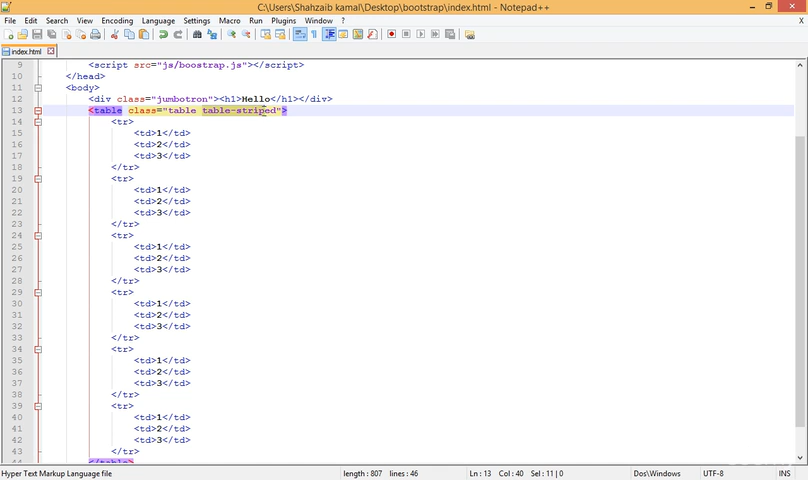 C:\Users\Shahzaib kamal\Desktop\bootstrap\index.html - Notepad++
File Edit Search View Encoding Language Settings Macro Run Plugins Window ? X
index.html
9 <script src="js/boostrap.js"></script>
10 </head>
11 <body>
12 <div class="jumbotron"><h1>Hello</h1></div>
13 <table class="table table-striped">
14 <tr>
15 <td>1</td>
16 <td>2</td>
17 <td>3</td>
18 </tr>
19 <tr>
20 <td>1</td>
21 <td>2</td>
22 <td>3</td>
23 </tr>
24 <tr>
25 <td>1</td>
26 <td>2</td>
27 <td>3</td>
28 </tr>
29 <tr>
30 <td>1</td>
31 <td>2</td>
32 <td>3</td>
33 </tr>
34 <tr>
35 <td>1</td>
36 <td>2</td>
37 <td>3</td>
38 </tr>
39 <tr>
40 <td>1</td>
41 <td>2</td>
42 <td>3</td>
43 </tr>
44 </table>
Hyper Text Markup Language file length : 807 lines : 46 Ln : 13 Col : 40 Sel : 11 | 0 Dos\Windows UTF-8 INS